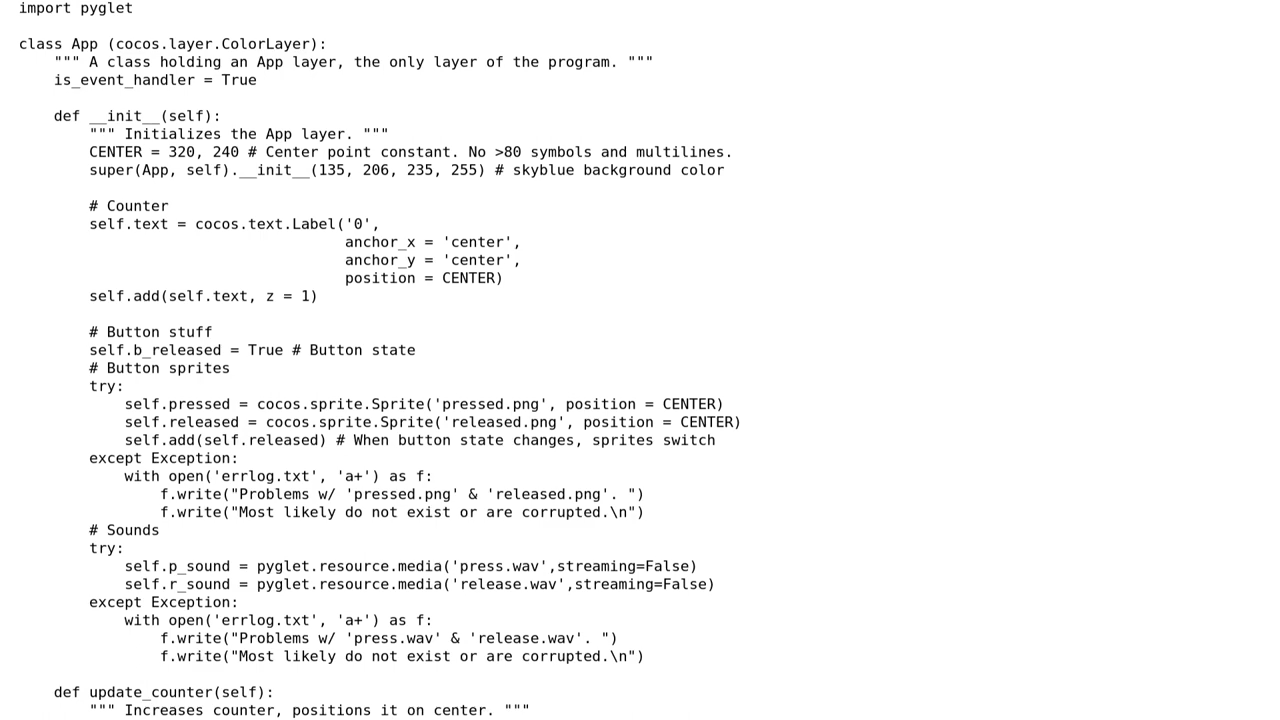 import pyglet

class App (cocos.layer.ColorLayer):
    """ A class holding an App layer, the only layer of the program. """
    is_event_handler = True

    def __init__(self):
        """ Initializes the App layer. """
        CENTER = 320, 240 # Center point constant. No >80 symbols and multilines.
        super(App, self).__init__(135, 206, 235, 255) # skyblue background color

        # Counter
        self.text = cocos.text.Label('0',
                                     anchor_x = 'center',
                                     anchor_y = 'center',
                                     position = CENTER)
        self.add(self.text, z = 1)

        # Button stuff
        self.b_released = True # Button state
        # Button sprites
        try:
            self.pressed = cocos.sprite.Sprite('pressed.png', position = CENTER)
            self.released = cocos.sprite.Sprite('released.png', position = CENTER)
            self.add(self.released) # When button state changes, sprites switch
        except Exception:
            with open('errlog.txt', 'a+') as f:
                f.write("Problems w/ 'pressed.png' & 'released.png'. ")
                f.write("Most likely do not exist or are corrupted.\n")
        # Sounds
        try:
            self.p_sound = pyglet.resource.media('press.wav',streaming=False)
            self.r_sound = pyglet.resource.media('release.wav',streaming=False)
        except Exception:
            with open('errlog.txt', 'a+') as f:
                f.write("Problems w/ 'press.wav' & 'release.wav'. ")
                f.write("Most likely do not exist or are corrupted.\n")

    def update_counter(self):
        """ Increases counter, positions it on center. """